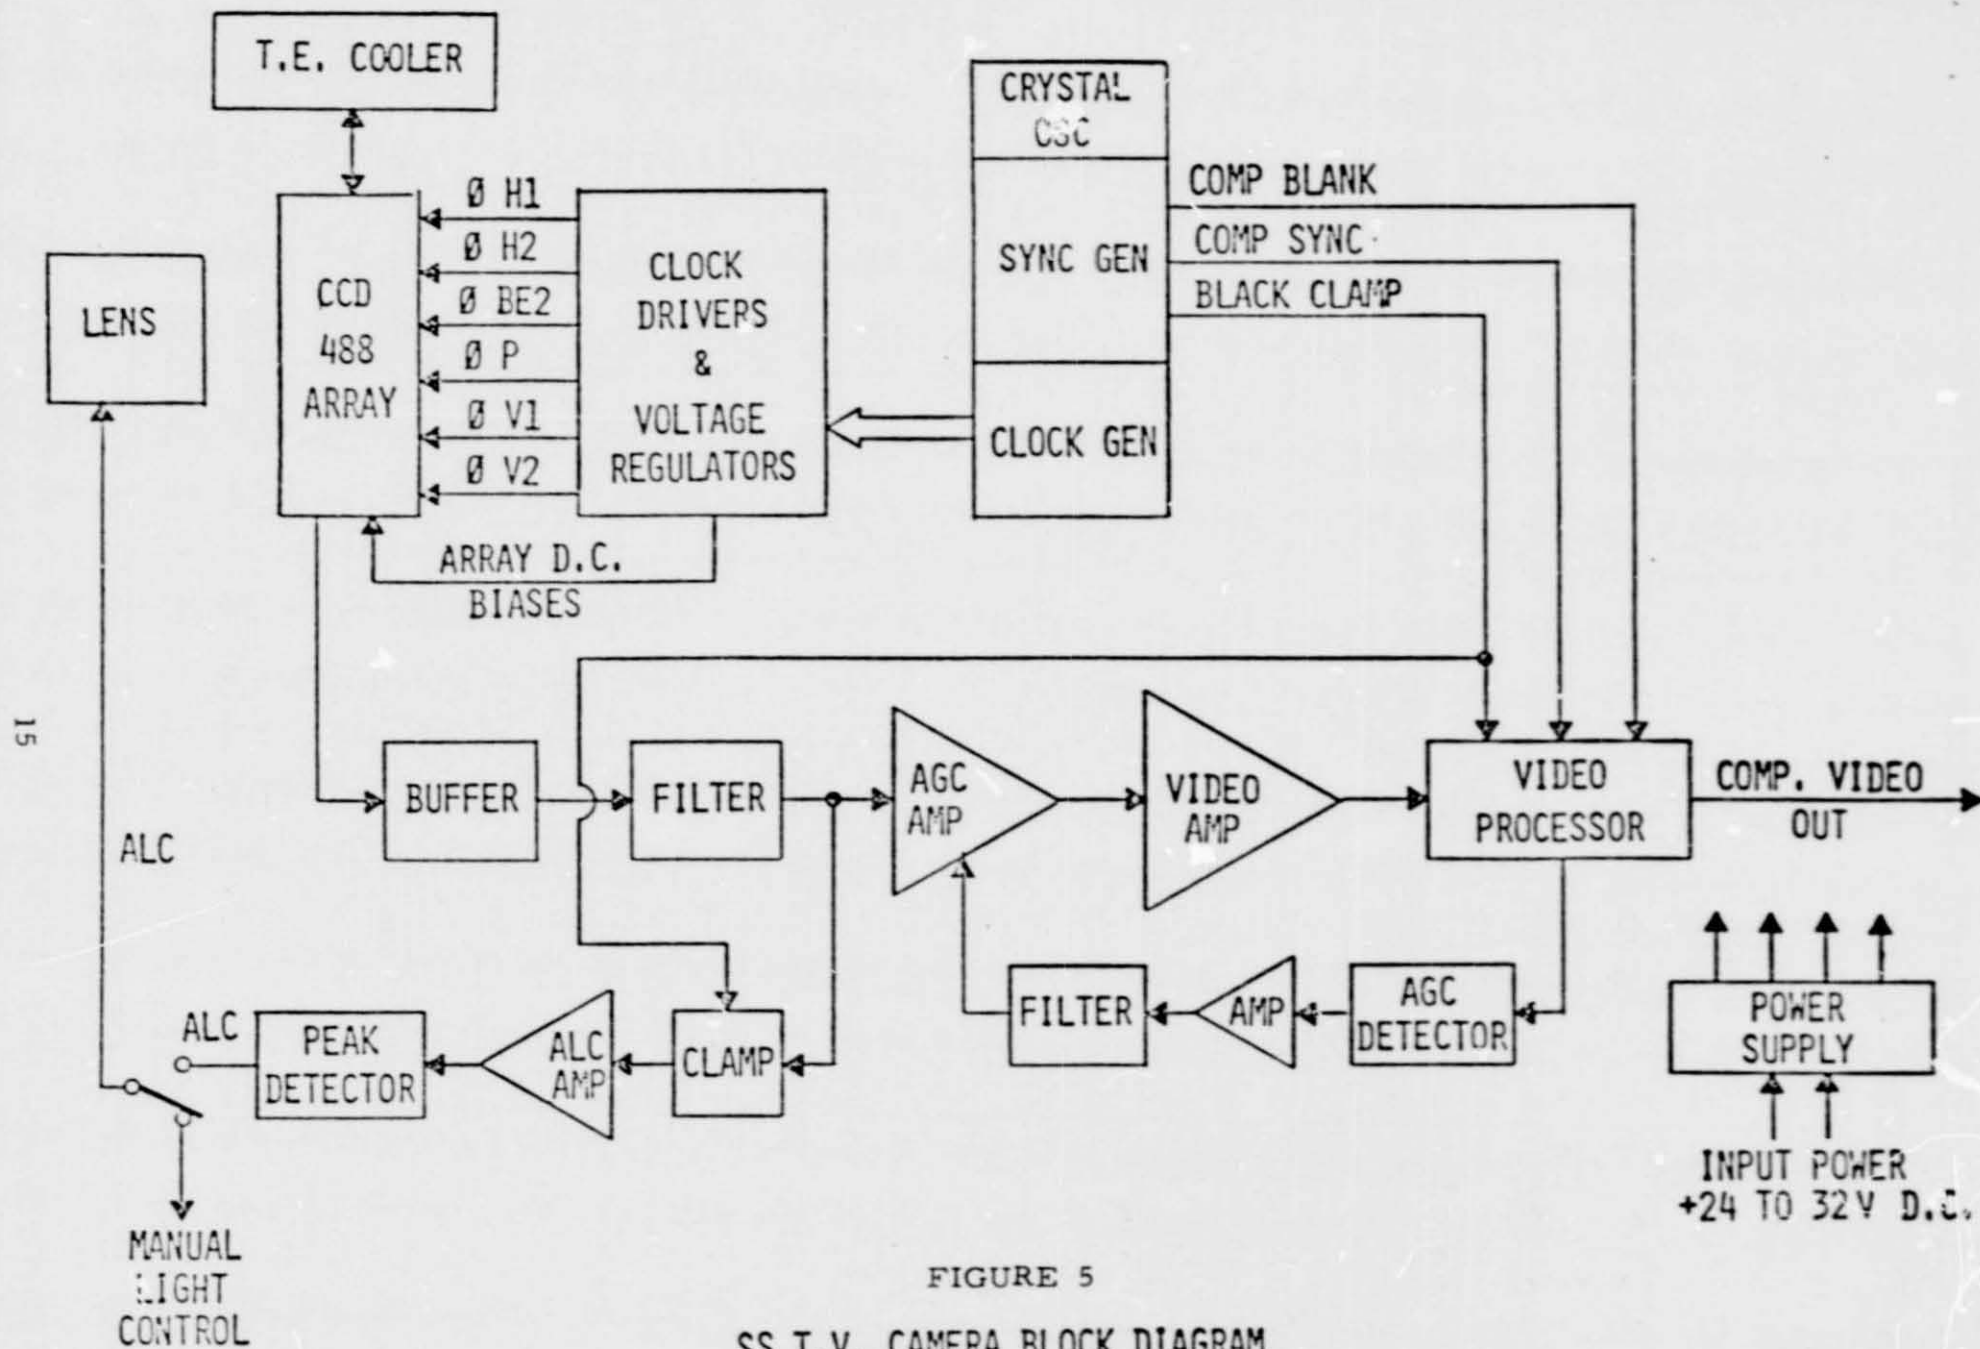 T.E. COOLER
CRYSTAL
OSC
COMP BLANK
Ø H1
COMP SYNC
Ø H2
SYNC GEN
CLOCK
DRIVERS
&
VOLTAGE
REGULATORS
LENS
CCD
488
ARRAY
Ø BE2
BLACK CLAMP
Ø P
Ø V1
CLOCK GEN
Ø V2
ARRAY D.C.
BIASES
15
BUFFER
FILTER
AGC
AMP
VIDEO
AMP
VIDEO
PROCESSOR
COMP. VIDEO
OUT
ALC
ALC
PEAK
DETECTOR
ALC
AMP
CLAMP
FILTER
AMP
AGC
DETECTOR
POWER
SUPPLY
INPUT POWER
+24 TO 32V D.C.
MANUAL
LIGHT
CONTROL
FIGURE 5
SS T.V. CAMERA BLOCK DIAGRAM